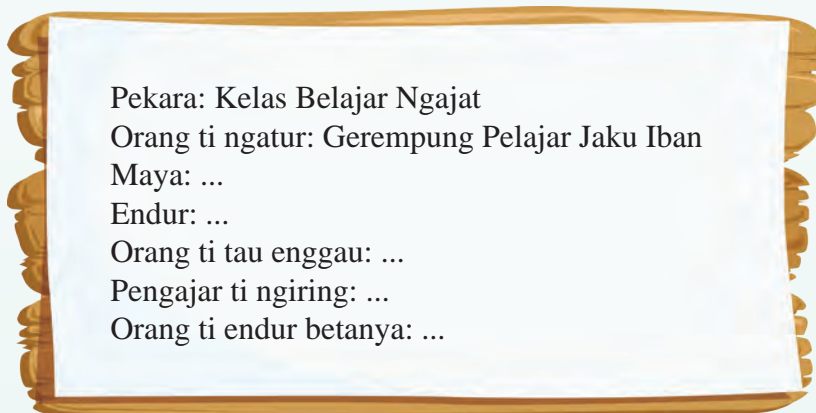 Pekara: Kelas Belajar Ngajat
Orang ti ngatur: Gerempung Pelajar Jaku Iban
Maya: ...
Endur: ...
Orang ti tau enggau: ...
Pengajar ti ngiring: ...
Orang ti endur betanya: ...